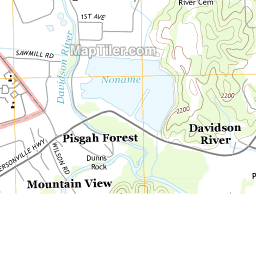 River Cem
1ST AVE
SAWMILL RD
MapTiler.com
Davidson River
Noname
2200
2200
Davidson
River
Pisgah Forest
WILSON RD
ERSONVILLE HWY
Dunns
Rock
P
Mountain View